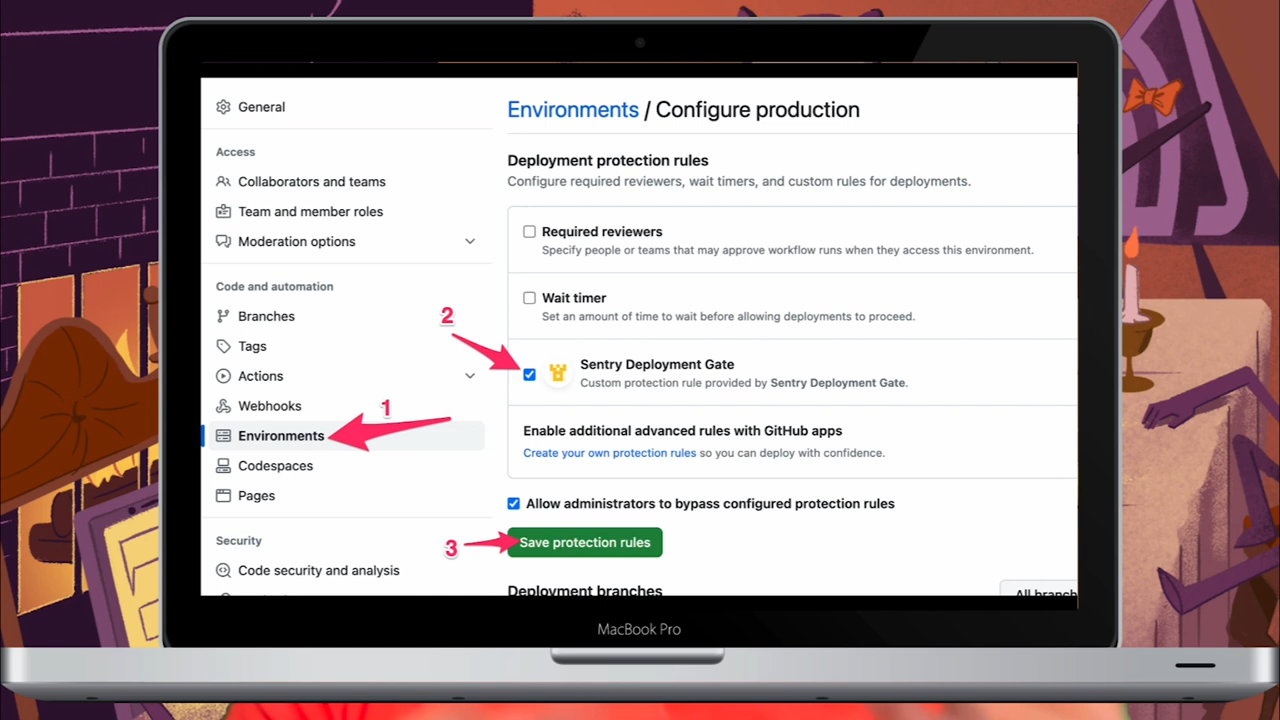 General
Access
Collaborators and teams
Team and member roles
Moderation options
Code and automation
Branches
Tags
Actions
Webhooks
Environments
Codespaces
Pages
Security
Code security and analysis
Environments / Configure production
Deployment protection rules
Configure required reviewers, wait timers, and custom rules for deployments.
Required reviewers
Specify people or teams that may approve workflow runs when they access this environment.
Wait timer
Set an amount of time to wait before allowing deployments to proceed.
Sentry Deployment Gate
Custom protection rule provided by Sentry Deployment Gate.
Enable additional advanced rules with GitHub apps
Create your own protection rules so you can deploy with confidence.
Allow administrators to bypass configured protection rules
Save protection rules
Deployment branches
All branch
1
2
3
MacBook Pro